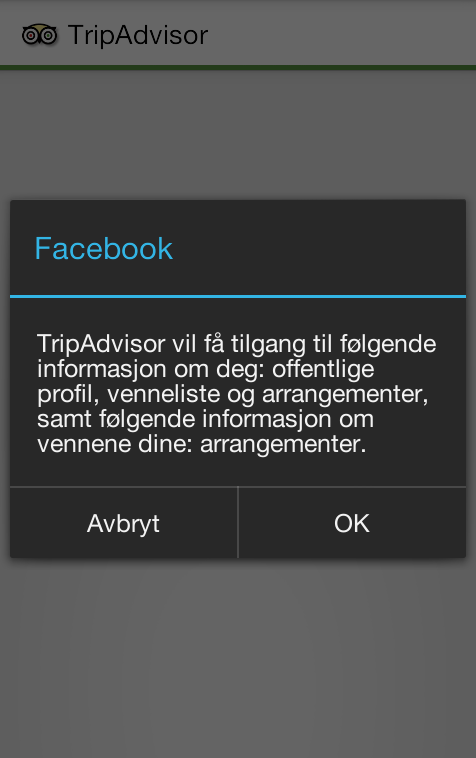 TripAdvisor
Facebook
TripAdvisor vil få tilgang til følgende
informasjon om deg: offentlige
profil, venneliste og arrangementer,
samt følgende informasjon om
vennene dine: arrangementer.
Avbryt
OK